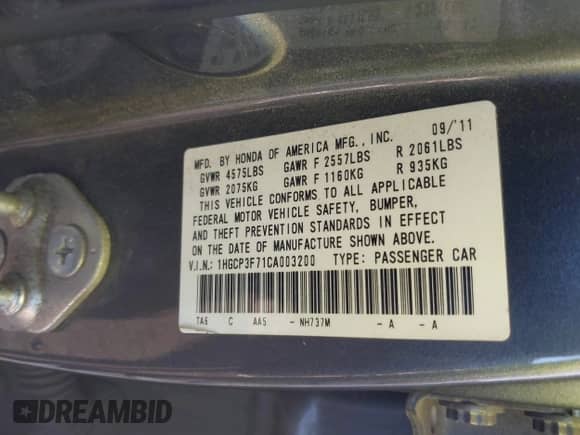 MFD. BY HONDA OF AMERICA MFG., INC. 09/'11
GVWR 4575LBS GAWR F 2557LBS R 2061LBS
GVWR 2075KG GAWR F 1160KG R 935KG
THIS VEHICLE CONFORMS TO ALL APPLICABLE
FEDERAL MOTOR VEHICLE SAFETY, BUMPER,
AND THEFT PREVENTION STANDARDS IN EFFECT
ON THE DATE OF MANUFACTURE SHOWN ABOVE.
V.I.N.: 1HGCP3F71CA003200 TYPE: PASSENGER CAR
TA6 C AA5 - NH737M - A - A
DREAMBID